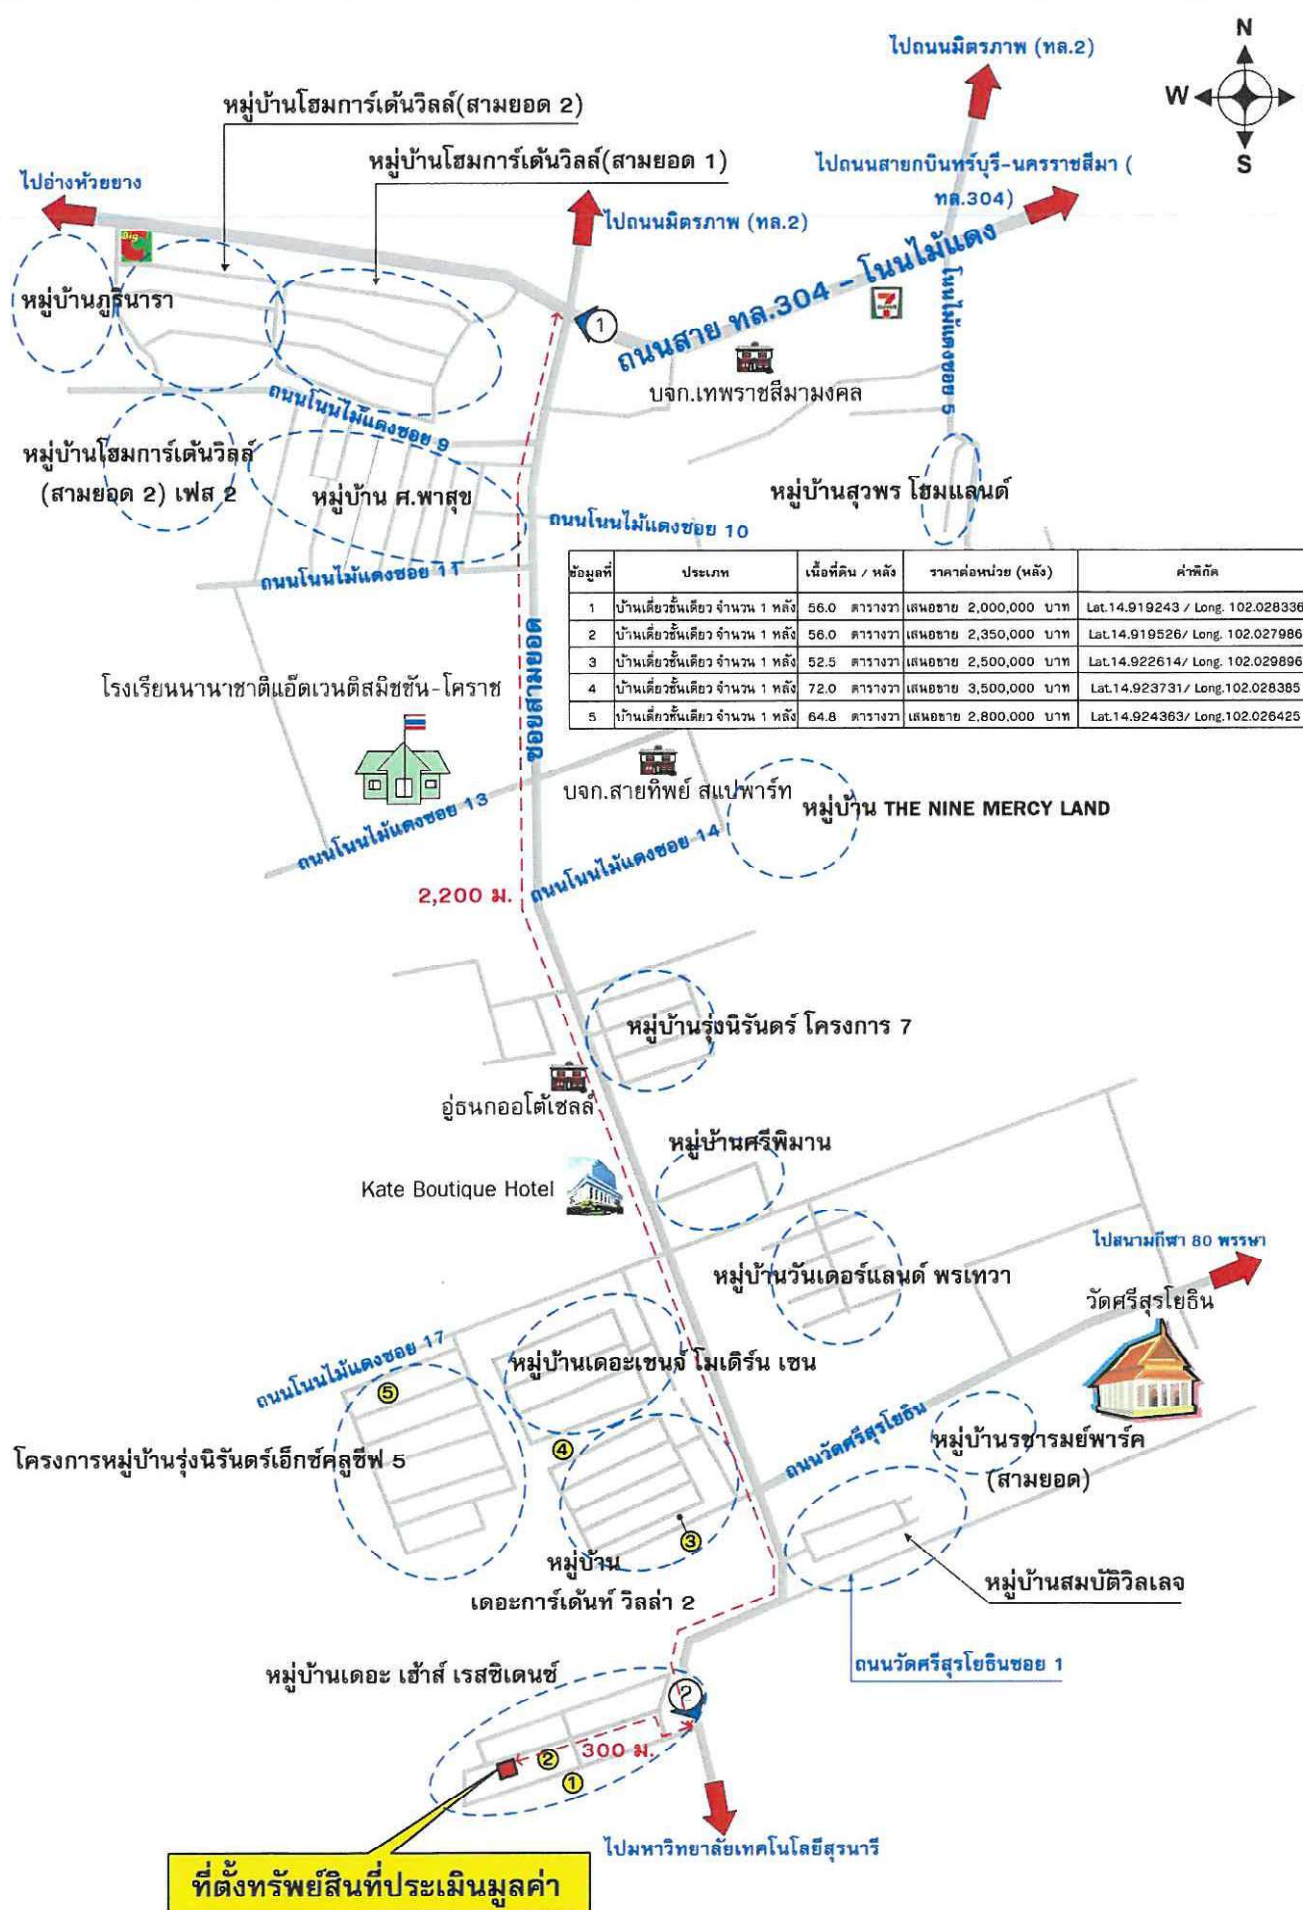 N
W
S
ไปถนนมิตรภาพ (ทล.2)
หมู่บ้านโฮมการ์เด้นวิลล์(สามยอด 2)
หมู่บ้านโฮมการ์เด้นวิลล์(สามยอด 1)
ไปถนนสายกบินทร์บุรี-นครราชสีมา (
ทล.304)
ไปอ่างห้วยยาง
ไปถนนมิตรภาพ (ทล.2)
Big
หมู่บ้านภูรินารา
1
ถนนสาย ทล.304 - โนนไม้แดง
7
โนนไม้แดงซอย 5
บจก.เทพราชสีมามงคล
ถนนโนนไม้แดงซอย 9
หมู่บ้านโฮมการ์เด้นวิลล์
(สามยอด 2) เฟส 2
หมู่บ้าน ศ.พาสุข
หมู่บ้านสุวพร โฮมแลนด์
ถนนโนนไม้แดงซอย 10
ถนนโนนไม้แดงซอย 11
ข้อมูลที่ ประเภท เนื้อที่ดิน / หลัง ราคาต่อหน่วย (หลัง) ค่าพิกัด
1 บ้านเดี่ยวชั้นเดียว จำนวน 1 หลัง 56.0 ตารางวา เสนอขาย 2,000,000 บาท Lat.14.919243 / Long. 102.028336
2 บ้านเดี่ยวชั้นเดียว จำนวน 1 หลัง 56.0 ตารางวา เสนอขาย 2,350,000 บาท Lat.14.919526/ Long. 102.027986
3 บ้านเดี่ยวชั้นเดียว จำนวน 1 หลัง 52.5 ตารางวา เสนอขาย 2,500,000 บาท Lat.14.922614/ Long. 102.029896
4 บ้านเดี่ยวชั้นเดียว จำนวน 1 หลัง 72.0 ตารางวา เสนอขาย 3,500,000 บาท Lat.14.923731/ Long.102.028385
5 บ้านเดี่ยวชั้นเดียว จำนวน 1 หลัง 64.8 ตารางวา เสนอขาย 2,800,000 บาท Lat.14.924363/ Long.102.026425
ซอยสามยอด
โรงเรียนนานาชาติแอ๊ดเวนติสมิชชัน-โคราช
บจก.สายทิพย์ สแปพาร์ท
หมู่บ้าน THE NINE MERCY LAND
ถนนโนนไม้แดงซอย 13
ถนนโนนไม้แดงซอย 14
2,200 ม.
หมู่บ้านรุ่งนิรันดร์ โครงการ 7
อู่ธนกออโต้เซลล์
หมู่บ้านศรีพิมาน
Kate Boutique Hotel
ไปสนามกีฬา 80 พรรษา
หมู่บ้านวันเดอร์แลนด์ พรเทวา
วัดศรีสุรโยธิน
ถนนโนนไม้แดงซอย 17
หมู่บ้านเดอะเชนจ์ โมเดิร์น เซน
5
ถนนวัดศรีสุรโยธิน
4
หมู่บ้านรชารมย์พาร์ค
(สามยอด)
โครงการหมู่บ้านรุ่งนิรันดร์เอ็กซ์คลูซีฟ 5
3
หมู่บ้าน
เดอะการ์เด้นท์ วิลล่า 2
หมู่บ้านสมบัติวิลเลจ
ถนนวัดศรีสุรโยธินซอย 1
หมู่บ้านเดอะ เฮ้าส์ เรสซิเดนซ์
2
300 ม.
2
1
ไปมหาวิทยาลัยเทคโนโลยีสุรนารี
ที่ตั้งทรัพย์สินที่ประเมินมูลค่า